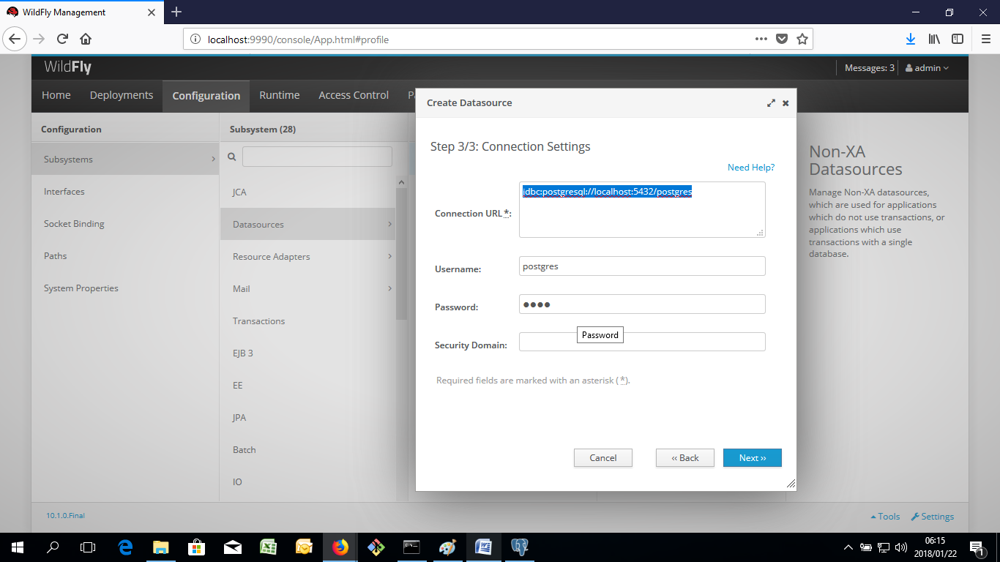 WildFly Management
localhost:9990/console/App.html#profile
WildFly
Messages: 3
admin
Home
Deployments
Configuration
Runtime
Access Control
Configuration
Subsystems
Interfaces
Socket Binding
Paths
System Properties
Subsystem (28)
JCA
Datasources
Resource Adapters
Mail
Transactions
EJB 3
EE
JPA
Batch
IO
Create Datasource
Step 3/3: Connection Settings
Need Help?
Connection URL *:
jdbc:postgresql://localhost:5432/postgres
Username:
postgres
Password:
●●●●
Password
Security Domain:
Required fields are marked with an asterisk ( *).
Cancel
‹‹ Back
Next ››
Non-XA
Datasources
Manage Non-XA datasources,
which are used for applications
which do not use transactions, or
applications which use
transactions with a single
database.
10.1.0.Final
Tools
Settings
06:15
2018/01/22
1